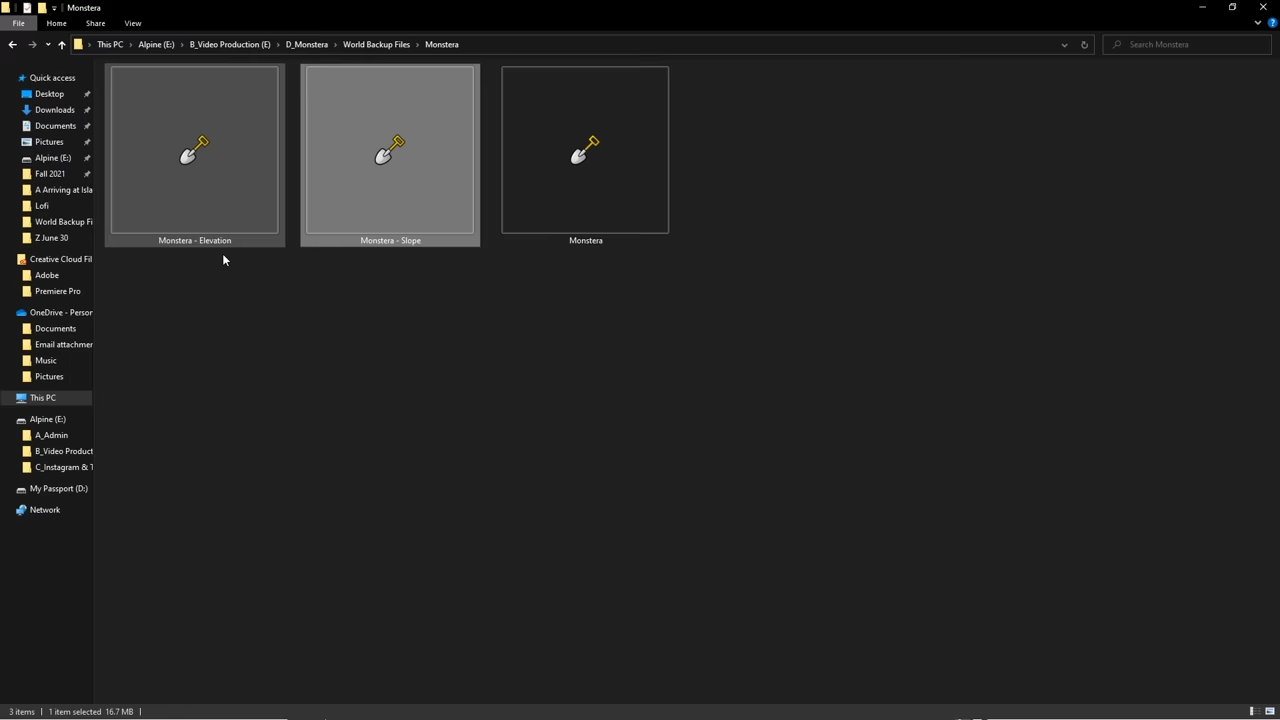 Monstera
File Home Share View
This PC Alpine (E:) B_Video Production (E) D_Monstera World Backup Files Monstera Search Monstera
Quick access
Desktop
Downloads
Documents
Pictures
Alpine (E:)
Fall 2021
A Arriving at Isla
Lofi
World Backup Fi
Z June 30
Creative Cloud Fil
Adobe
Premiere Pro
OneDrive - Person
Documents
Email attachmen
Music
Pictures
This PC
Alpine (E:)
A_Admin
B_Video Product
C_Instagram & T
My Passport (D:)
Network
Monstera - Elevation Monstera - Slope Monstera
3 items 1 item selected 16.7 MB